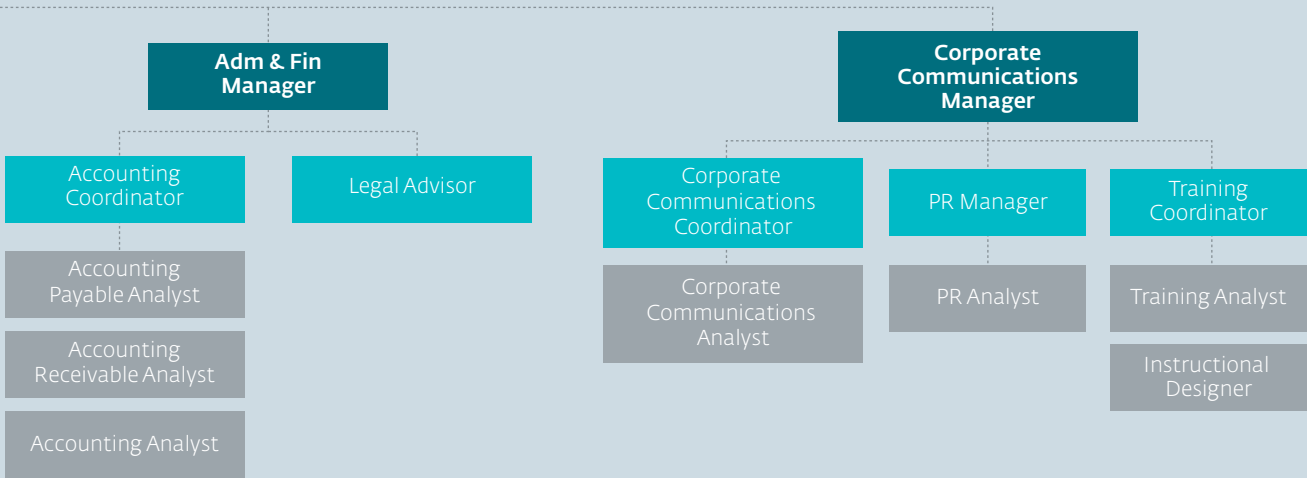 Adm & Fin
Manager
Corporate
Communications
Manager
Accounting
Coordinator
Legal Advisor
Corporate
Communications
Coordinator
PR Manager
Training
Coordinator
Accounting
Payable Analyst
Accounting
Receivable Analyst
Accounting Analyst
Corporate
Communications
Analyst
PR Analyst
Training Analyst
Instructional
Designer